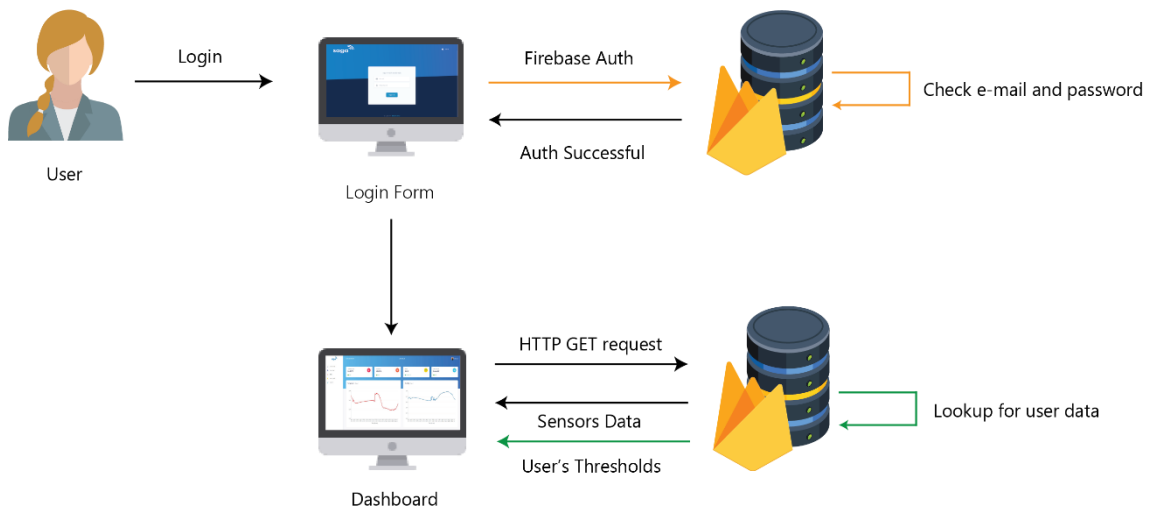 Login
sogo
Firebase Auth
Check e-mail and password
Auth Successful
User
Login Form
HTTP GET request
Sensors Data
Lookup for user data
User's Thresholds
Dashboard